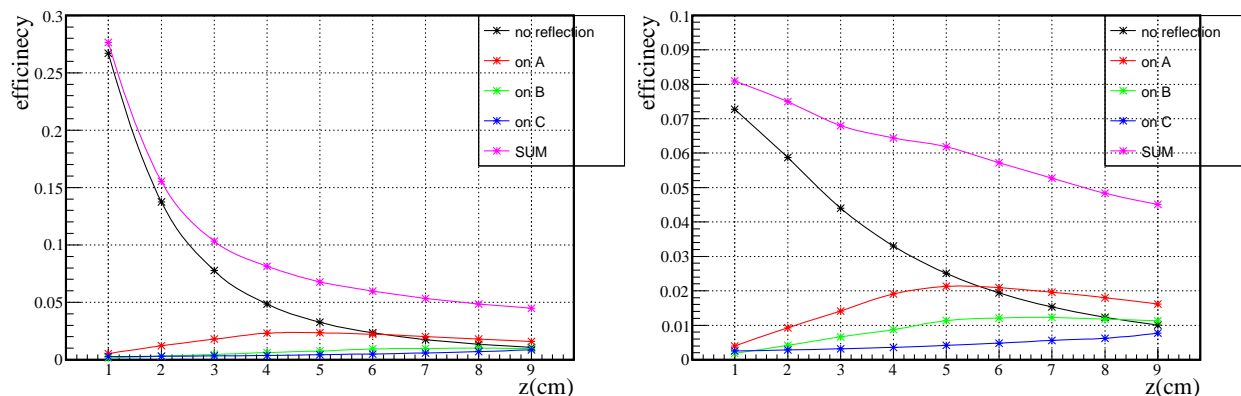 0.3
0.25
0.2
0.15
0.1
0.05
0
efficinecy
no reflection
on A
on B
on C
SUM
1 2 3 4 5 6 7 8 9
z(cm)
0.1
0.09
0.08
0.07
0.06
0.05
0.04
0.03
0.02
0.01
0
efficinecy
no reflection
on A
on B
on C
SUM
1 2 3 4 5 6 7 8 9
z(cm)